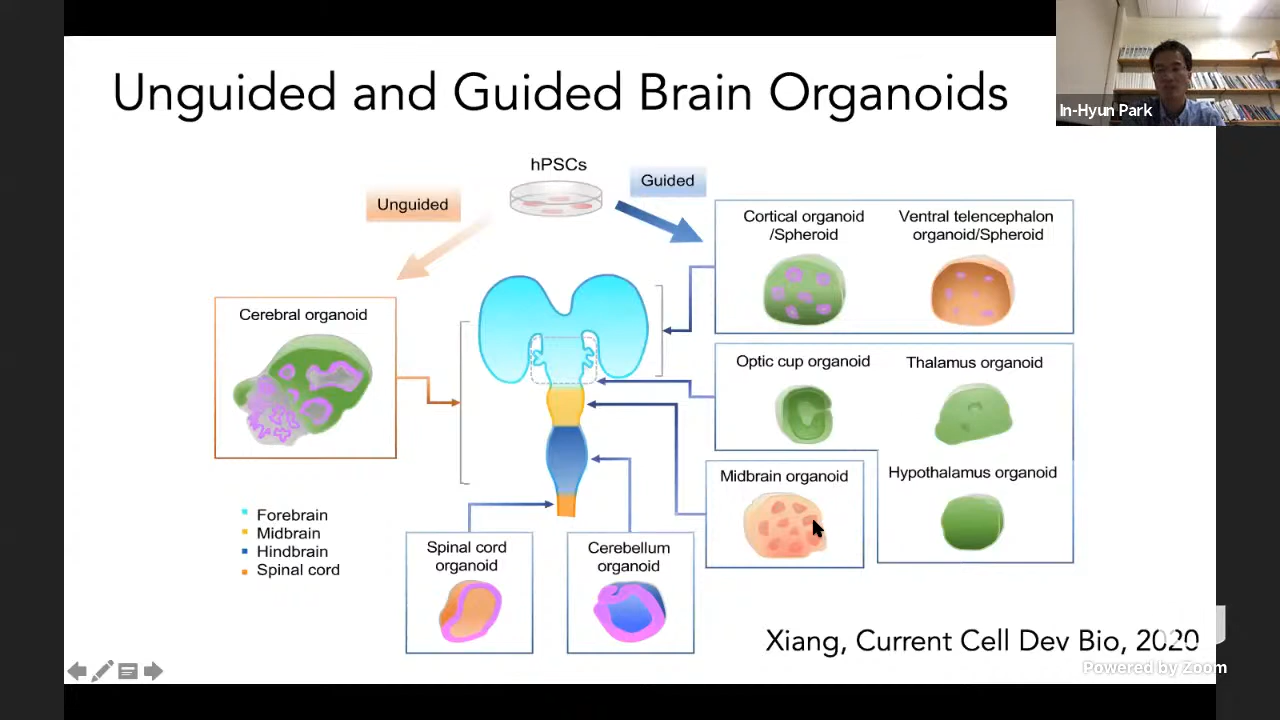 Unguided and Guided Brain Organoids
In-Hyun Park
hPSCs
Unguided
Guided
Cortical organoid
/Spheroid
Ventral telencephalon
organoid/Spheroid
Cerebral organoid
Optic cup organoid
Thalamus organoid
Midbrain organoid
Hypothalamus organoid
Forebrain
Midbrain
Hindbrain
Spinal cord
Spinal cord
organoid
Cerebellum
organoid
Xiang, Current Cell Dev Bio, 2020
Powered by Zoom